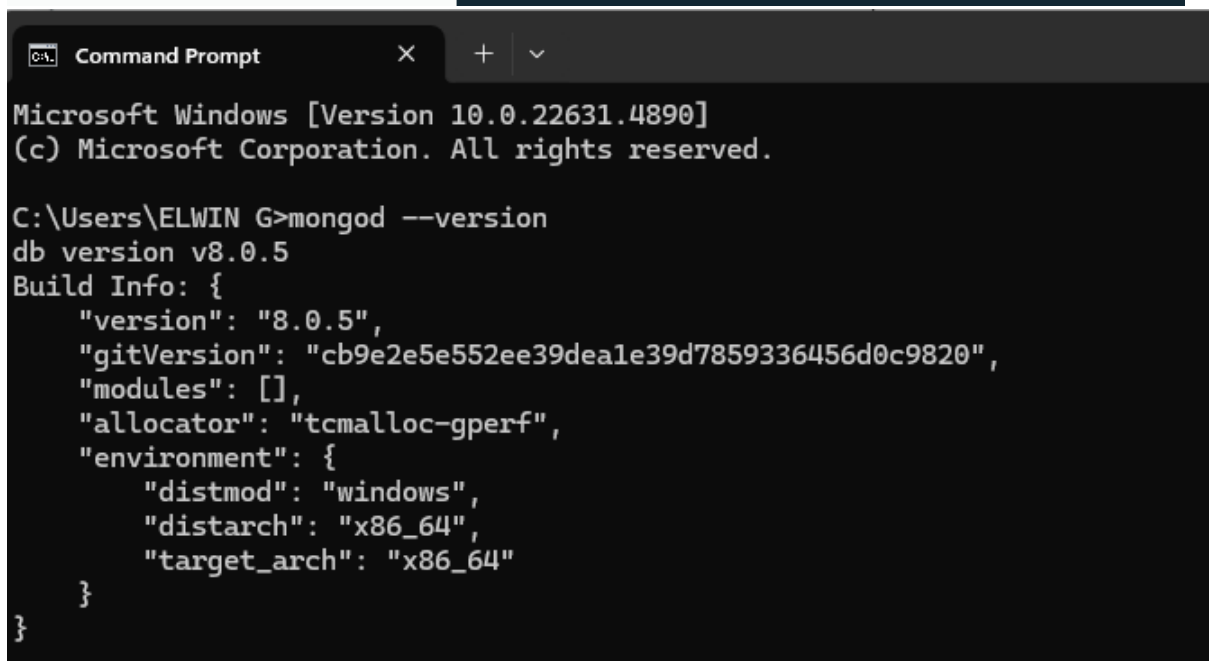 Command Prompt
Microsoft Windows [Version 10.0.22631.4890]
(c) Microsoft Corporation. All rights reserved.
C:\Users\ELWIN G>mongod --version
db version v8.0.5
Build Info: {
    "version": "8.0.5",
    "gitVersion": "cb9e2e5e552ee39dea1e39d7859336456d0c9820",
    "modules": [],
    "allocator": "tcmalloc-gperf",
    "environment": {
        "distmod": "windows",
        "distarch": "x86_64",
        "target_arch": "x86_64"
    }
}